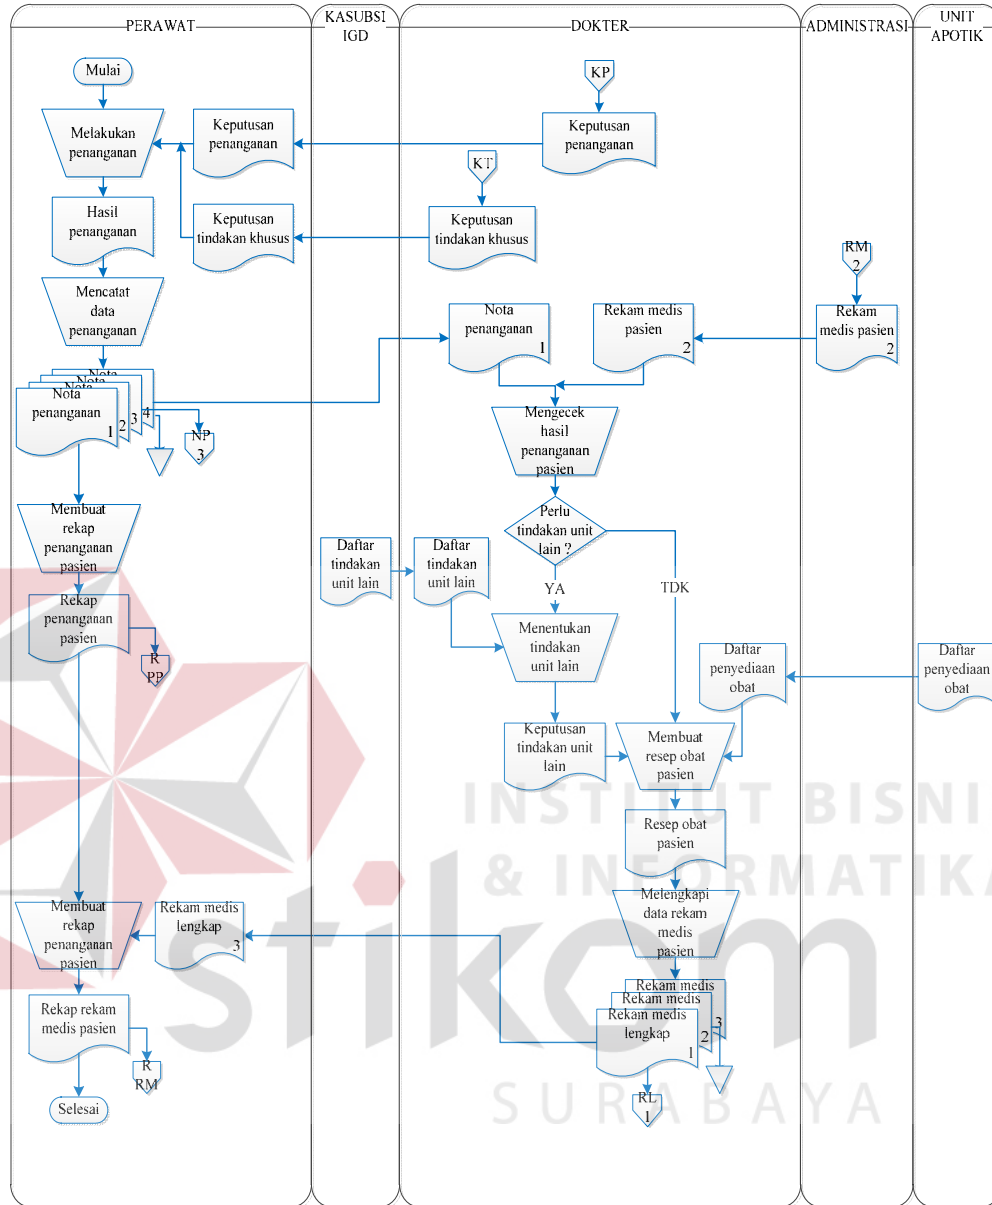 PERAWAT
KASUBSI
IGD
DOKTER
ADMINISTRASI
UNIT
APOTIK
Mulai
Melakukan
penanganan
Keputusan
penanganan
KP
Keputusan
penanganan
KT
Hasil
penanganan
Keputusan
tindakan khusus
Keputusan
tindakan khusus
RM
2
Mencatat
data
penanganan
Nota
penanganan
1
Rekam medis
pasien
2
Rekam medis pasien
2
Nota
Nota
Nota
Nota
penanganan
1
2
3
4
NP
3
Mengecek
hasil
penanganan
pasien
Membuat
rekap
penanganan
pasien
Perlu
tindakan unit
lain ?
YA
TDK
Daftar
tindakan
unit lain
Daftar
tindakan
unit lain
Rekap
penanganan
pasien
R
PP
Menentukan
tindakan
unit lain
Daftar
penyediaan
obat
Daftar
penyediaan
obat
Keputusan
tindakan unit
lain
Membuat
resep obat
pasien
Resep obat
pasien
Melengkapi
data rekam
medis
pasien
Membuat
rekap
penanganan
pasien
Rekam medis
lengkap
3
Rekam medis
Rekam medis
Rekam medis
lengkap
1
2
3
Rekap rekam
medis pasien
R
RM
RL
1
Selesai
INSTITUT BISNI
& INFORMATIKA
stikom
SURABAYA